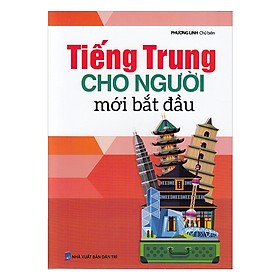 PHƯƠNG LINH Chủ biên
Tiếng Trung
CHO NGƯỜI
mới bắt đầu
NHÀ XUẤT BẢN DÂN TRÍ